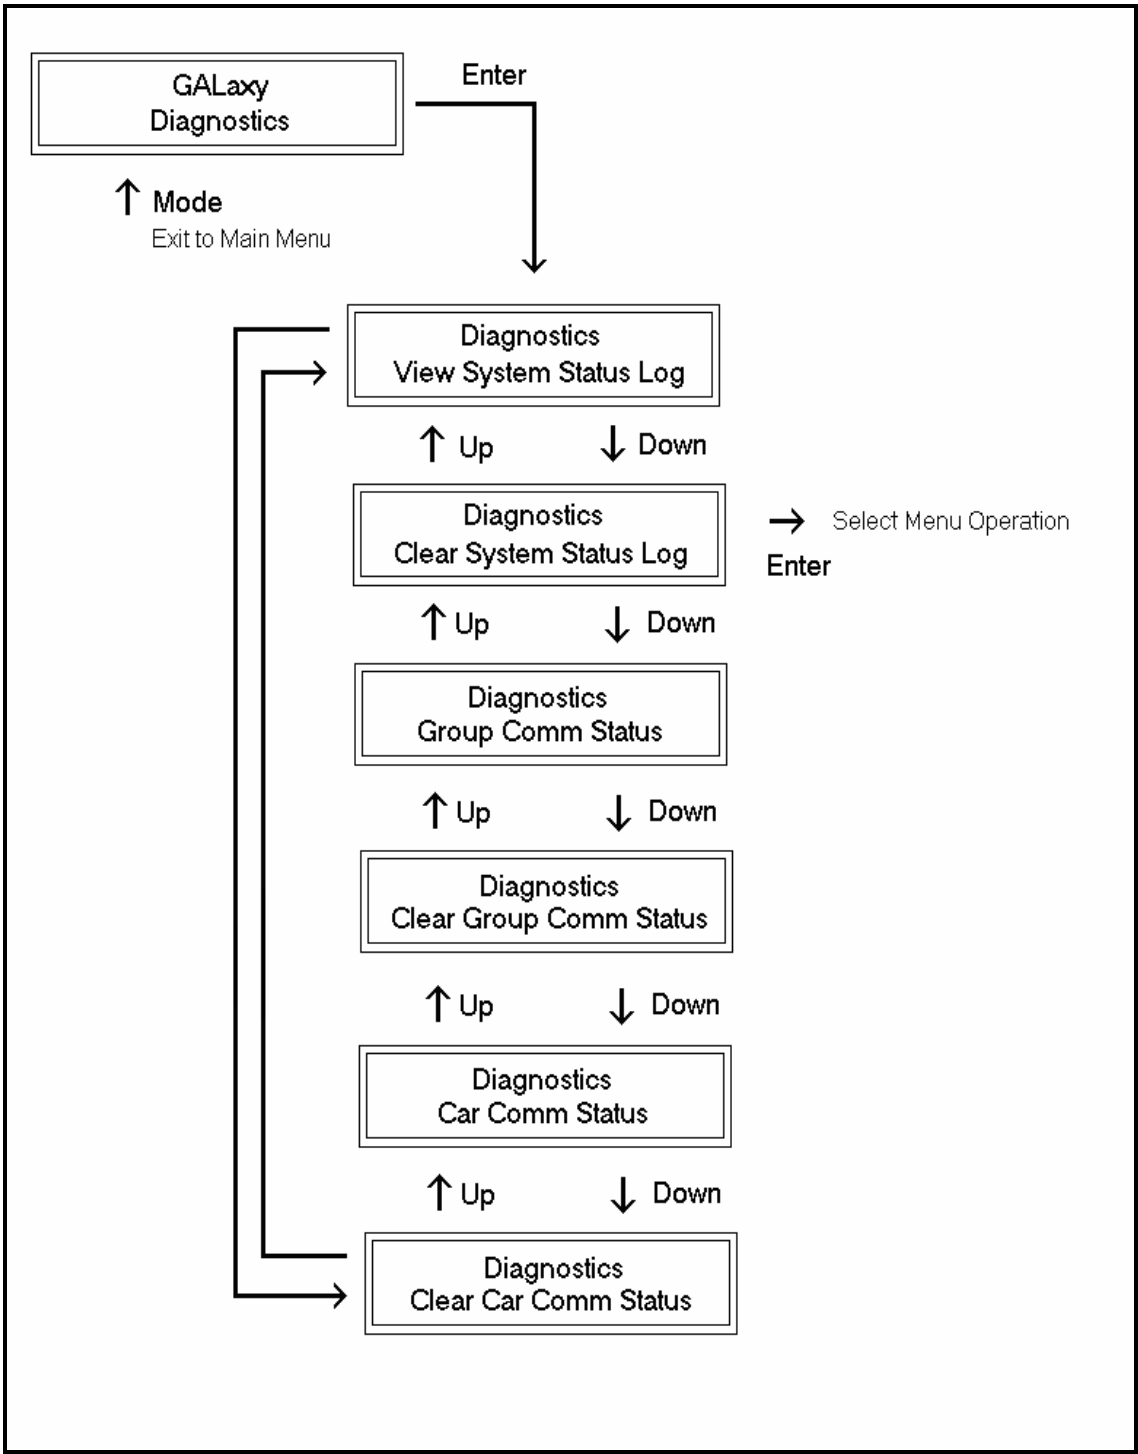 GALaxy
Diagnostics
Enter
Mode
Exit to Main Menu
Diagnostics
View System Status Log
Up
Down
Diagnostics
Clear System Status Log
Select Menu Operation
Enter
Up
Down
Diagnostics
Group Comm Status
Up
Down
Diagnostics
Clear Group Comm Status
Up
Down
Diagnostics
Car Comm Status
Up
Down
Diagnostics
Clear Car Comm Status